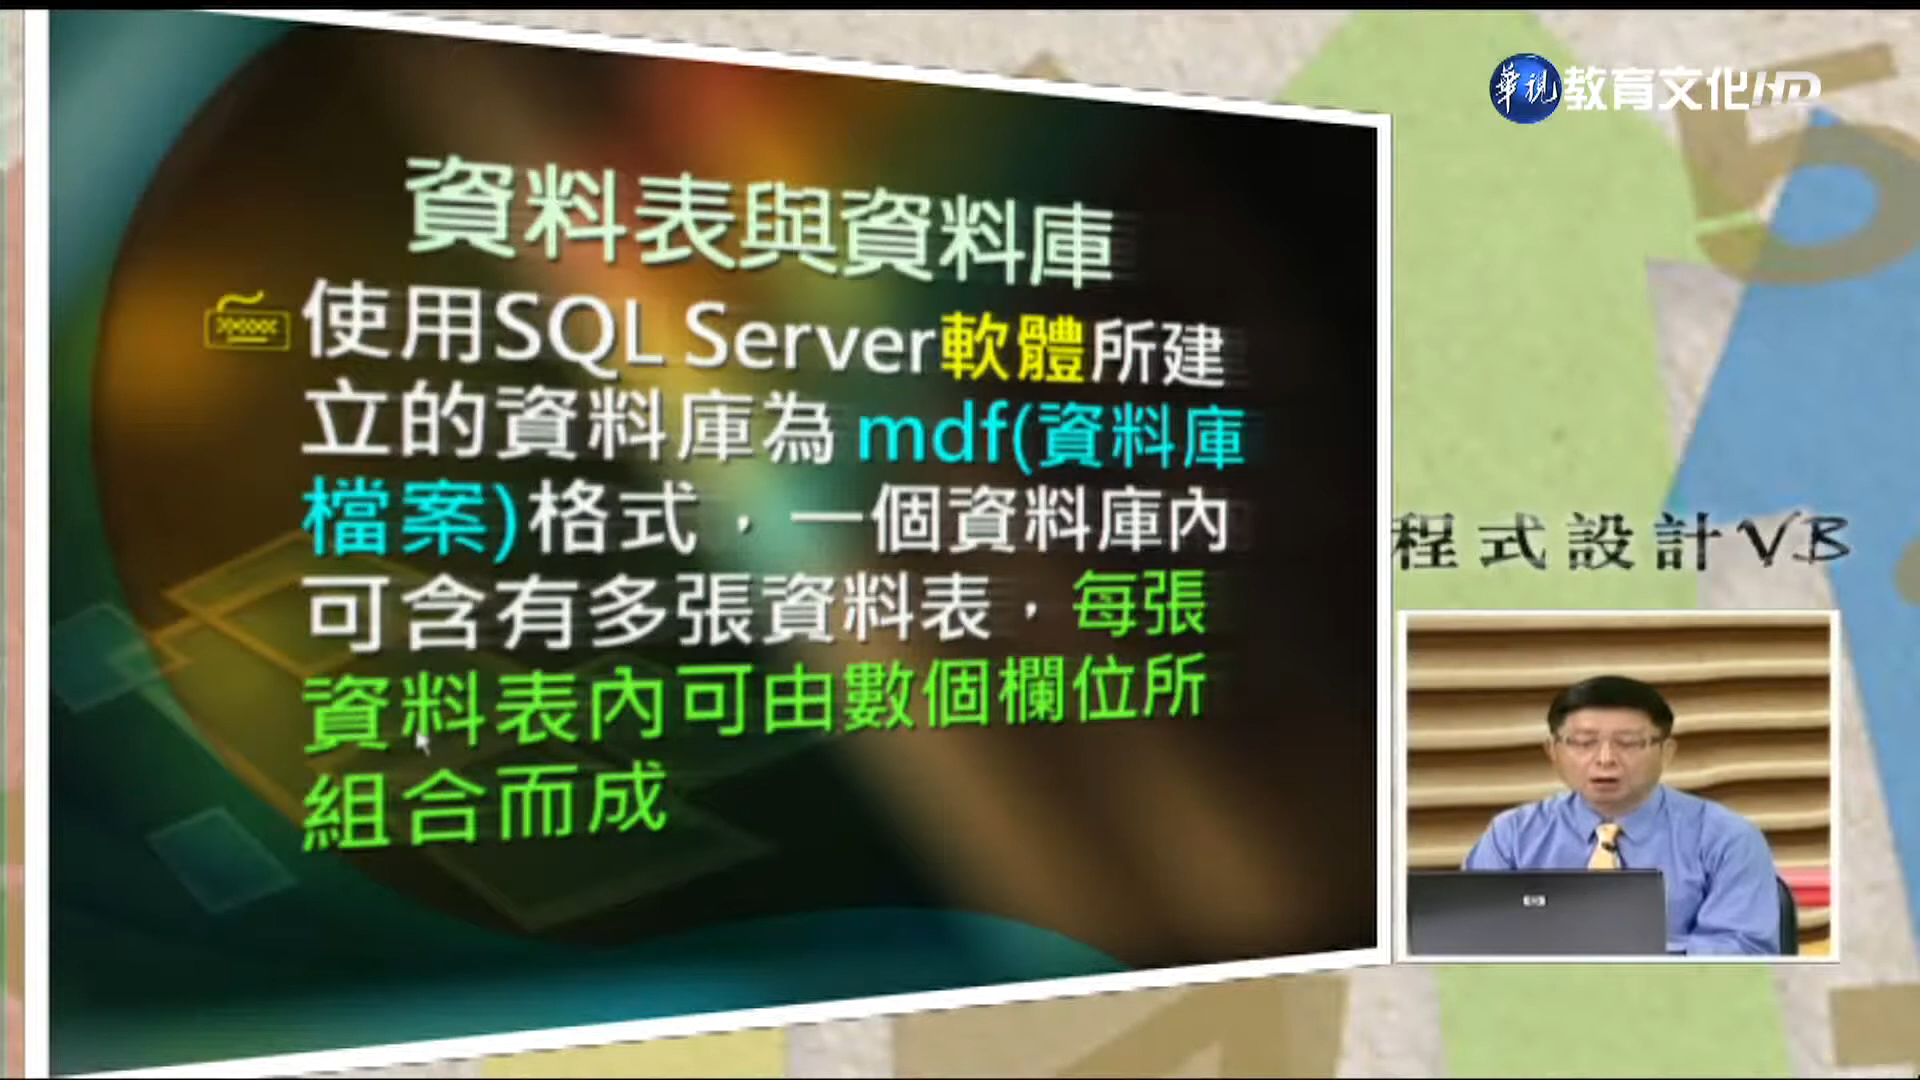 華視 教育文化HD
資料表與資料庫
使用SQL Server軟體所建
立的資料庫為 mdf(資料庫
檔案)格式，一個資料庫內
可含有多張資料表，每張
資料表內可由數個欄位所
組合而成
程式設計VB
hp